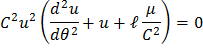 C²u²(d²u/dθ² + u + ℓ μ/C²) = 0